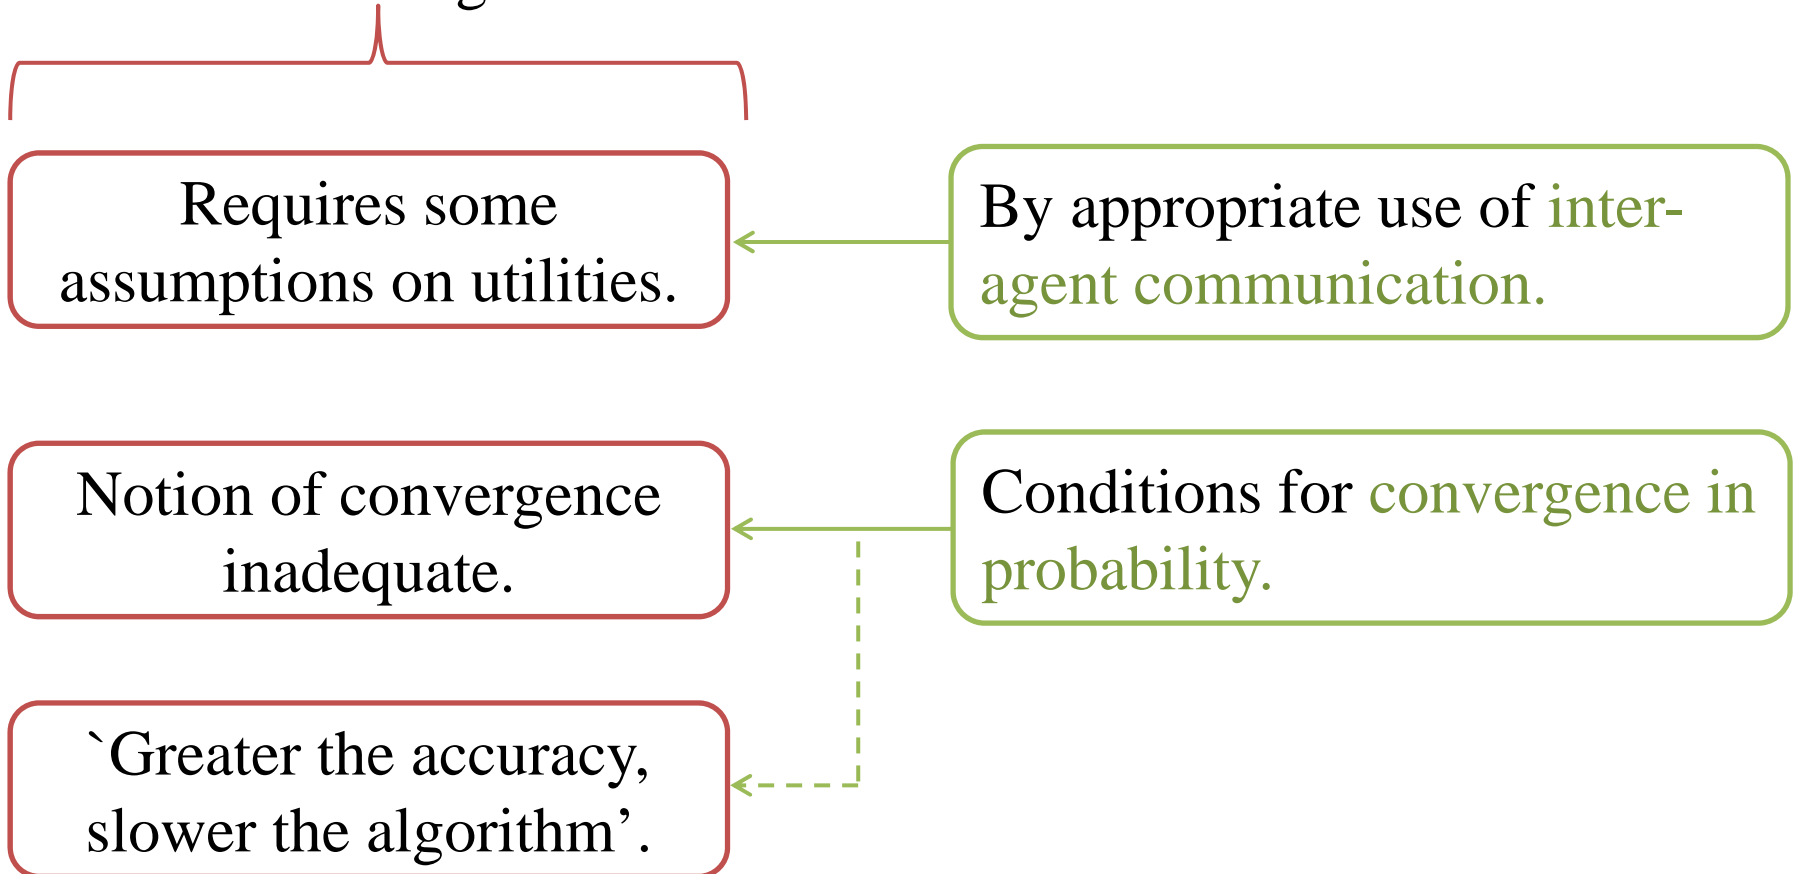 Requires some
assumptions on utilities.
By appropriate use of inter-
agent communication.
Notion of convergence
inadequate.
Conditions for convergence in
probability.
`Greater the accuracy,
slower the algorithm’.